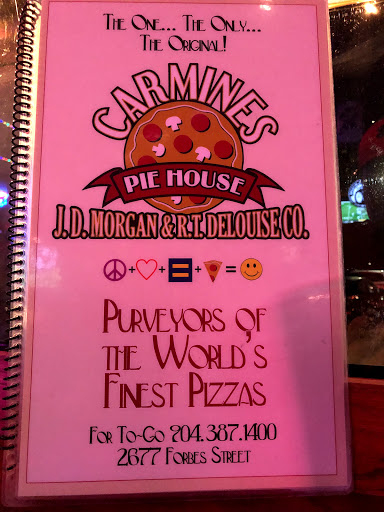 The One... The Only...
The Original!
CARMINES
PIE HOUSE
J.D. MORGAN & R.T. DELOUISE CO.
☮+♡+=+🍕=☺
Purveyors of
the World's
Finest Pizzas
For To-Go 904.387.1400
2677 Forbes Street